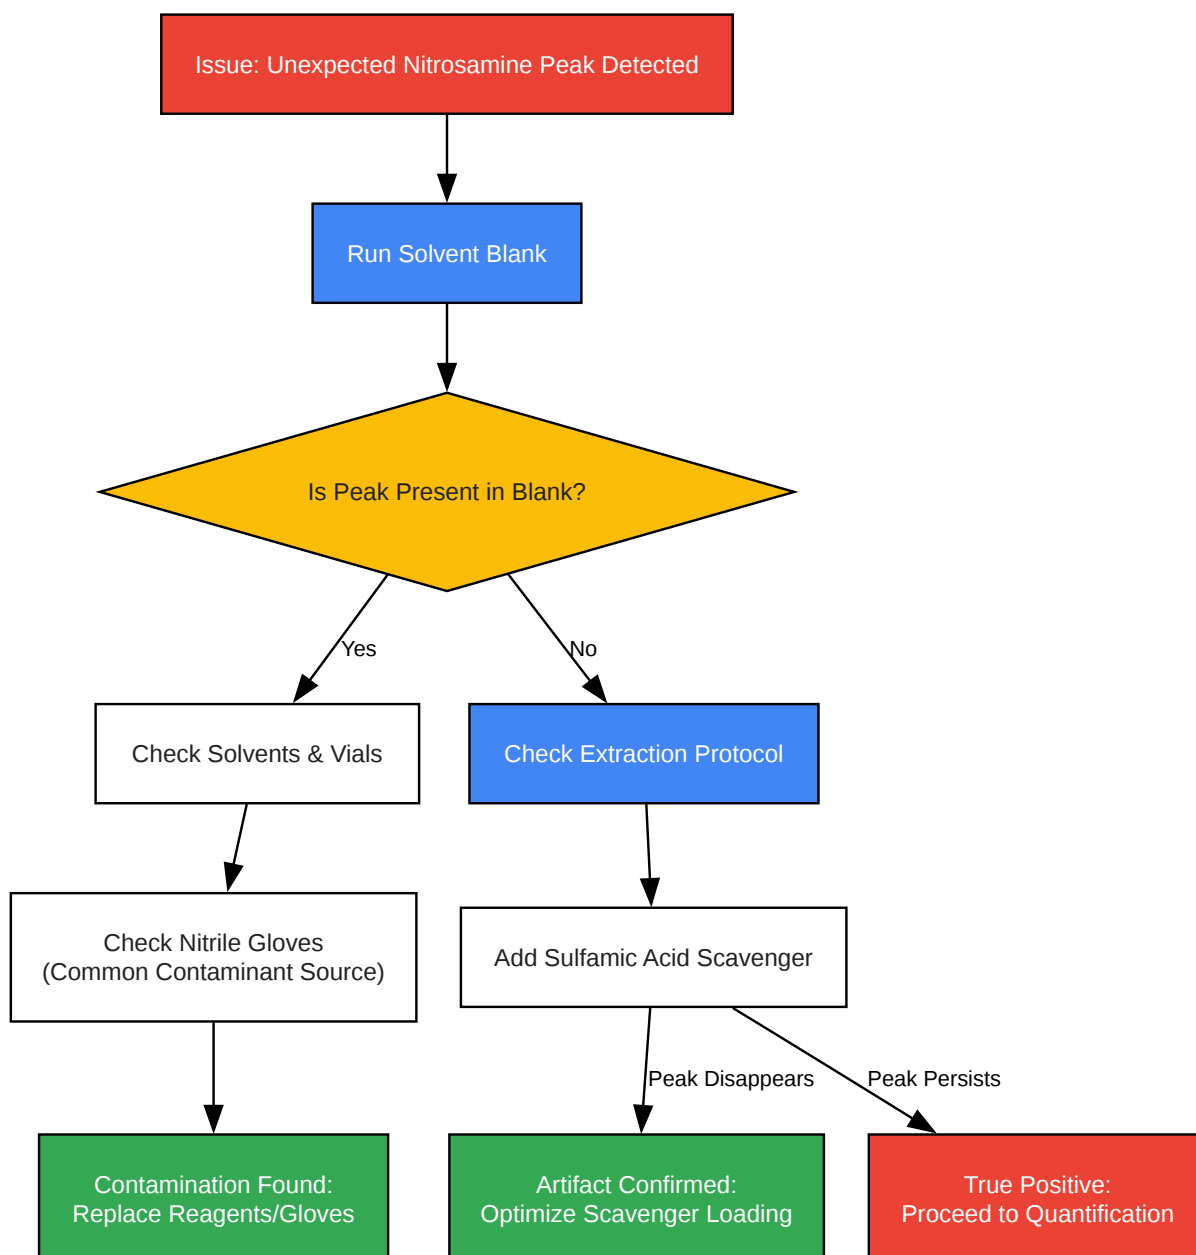 Issue: Unexpected Nitrosamine Peak Detected
Run Solvent Blank
Is Peak Present in Blank?
Yes
No
Check Solvents & Vials
Check Extraction Protocol
Check Nitrile Gloves
(Common Contaminant Source)
Add Sulfamic Acid Scavenger
Peak Disappears
Peak Persists
Contamination Found:
Replace Reagents/Gloves
Artifact Confirmed:
Optimize Scavenger Loading
True Positive:
Proceed to Quantification